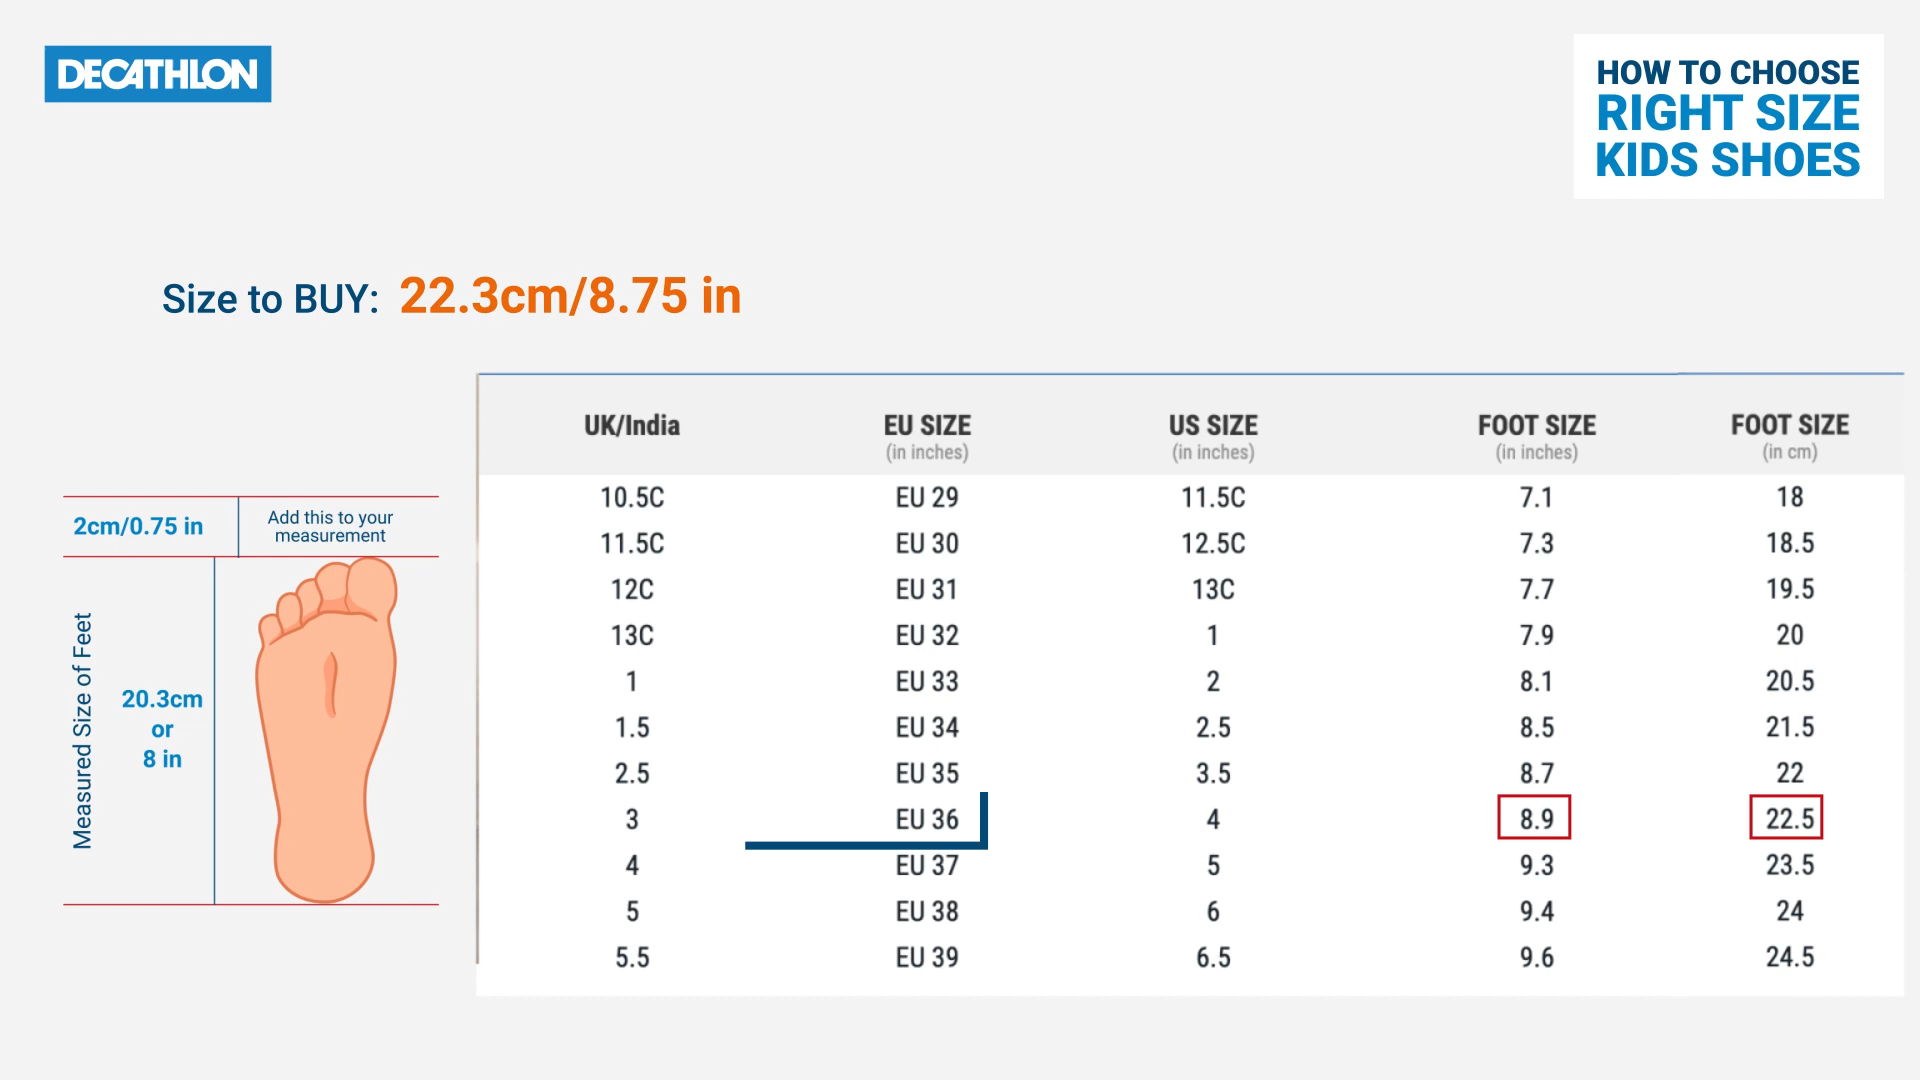 DECATHLON
HOW TO CHOOSE
RIGHT SIZE
KIDS SHOES
Size to BUY: 22.3cm/8.75 in
2cm/0.75 in
Add this to your
measurement
Measured Size of Feet
20.3cm
or
8 in
UK/India EU SIZE US SIZE FOOT SIZE FOOT SIZE
(in inches) (in inches) (in inches) (in cm)
10.5C EU 29 11.5C 7.1 18
11.5C EU 30 12.5C 7.3 18.5
12C EU 31 13C 7.7 19.5
13C EU 32 1 7.9 20
1 EU 33 2 8.1 20.5
1.5 EU 34 2.5 8.5 21.5
2.5 EU 35 3.5 8.7 22
3 EU 36 4 8.9 22.5
4 EU 37 5 9.3 23.5
5 EU 38 6 9.4 24
5.5 EU 39 6.5 9.6 24.5